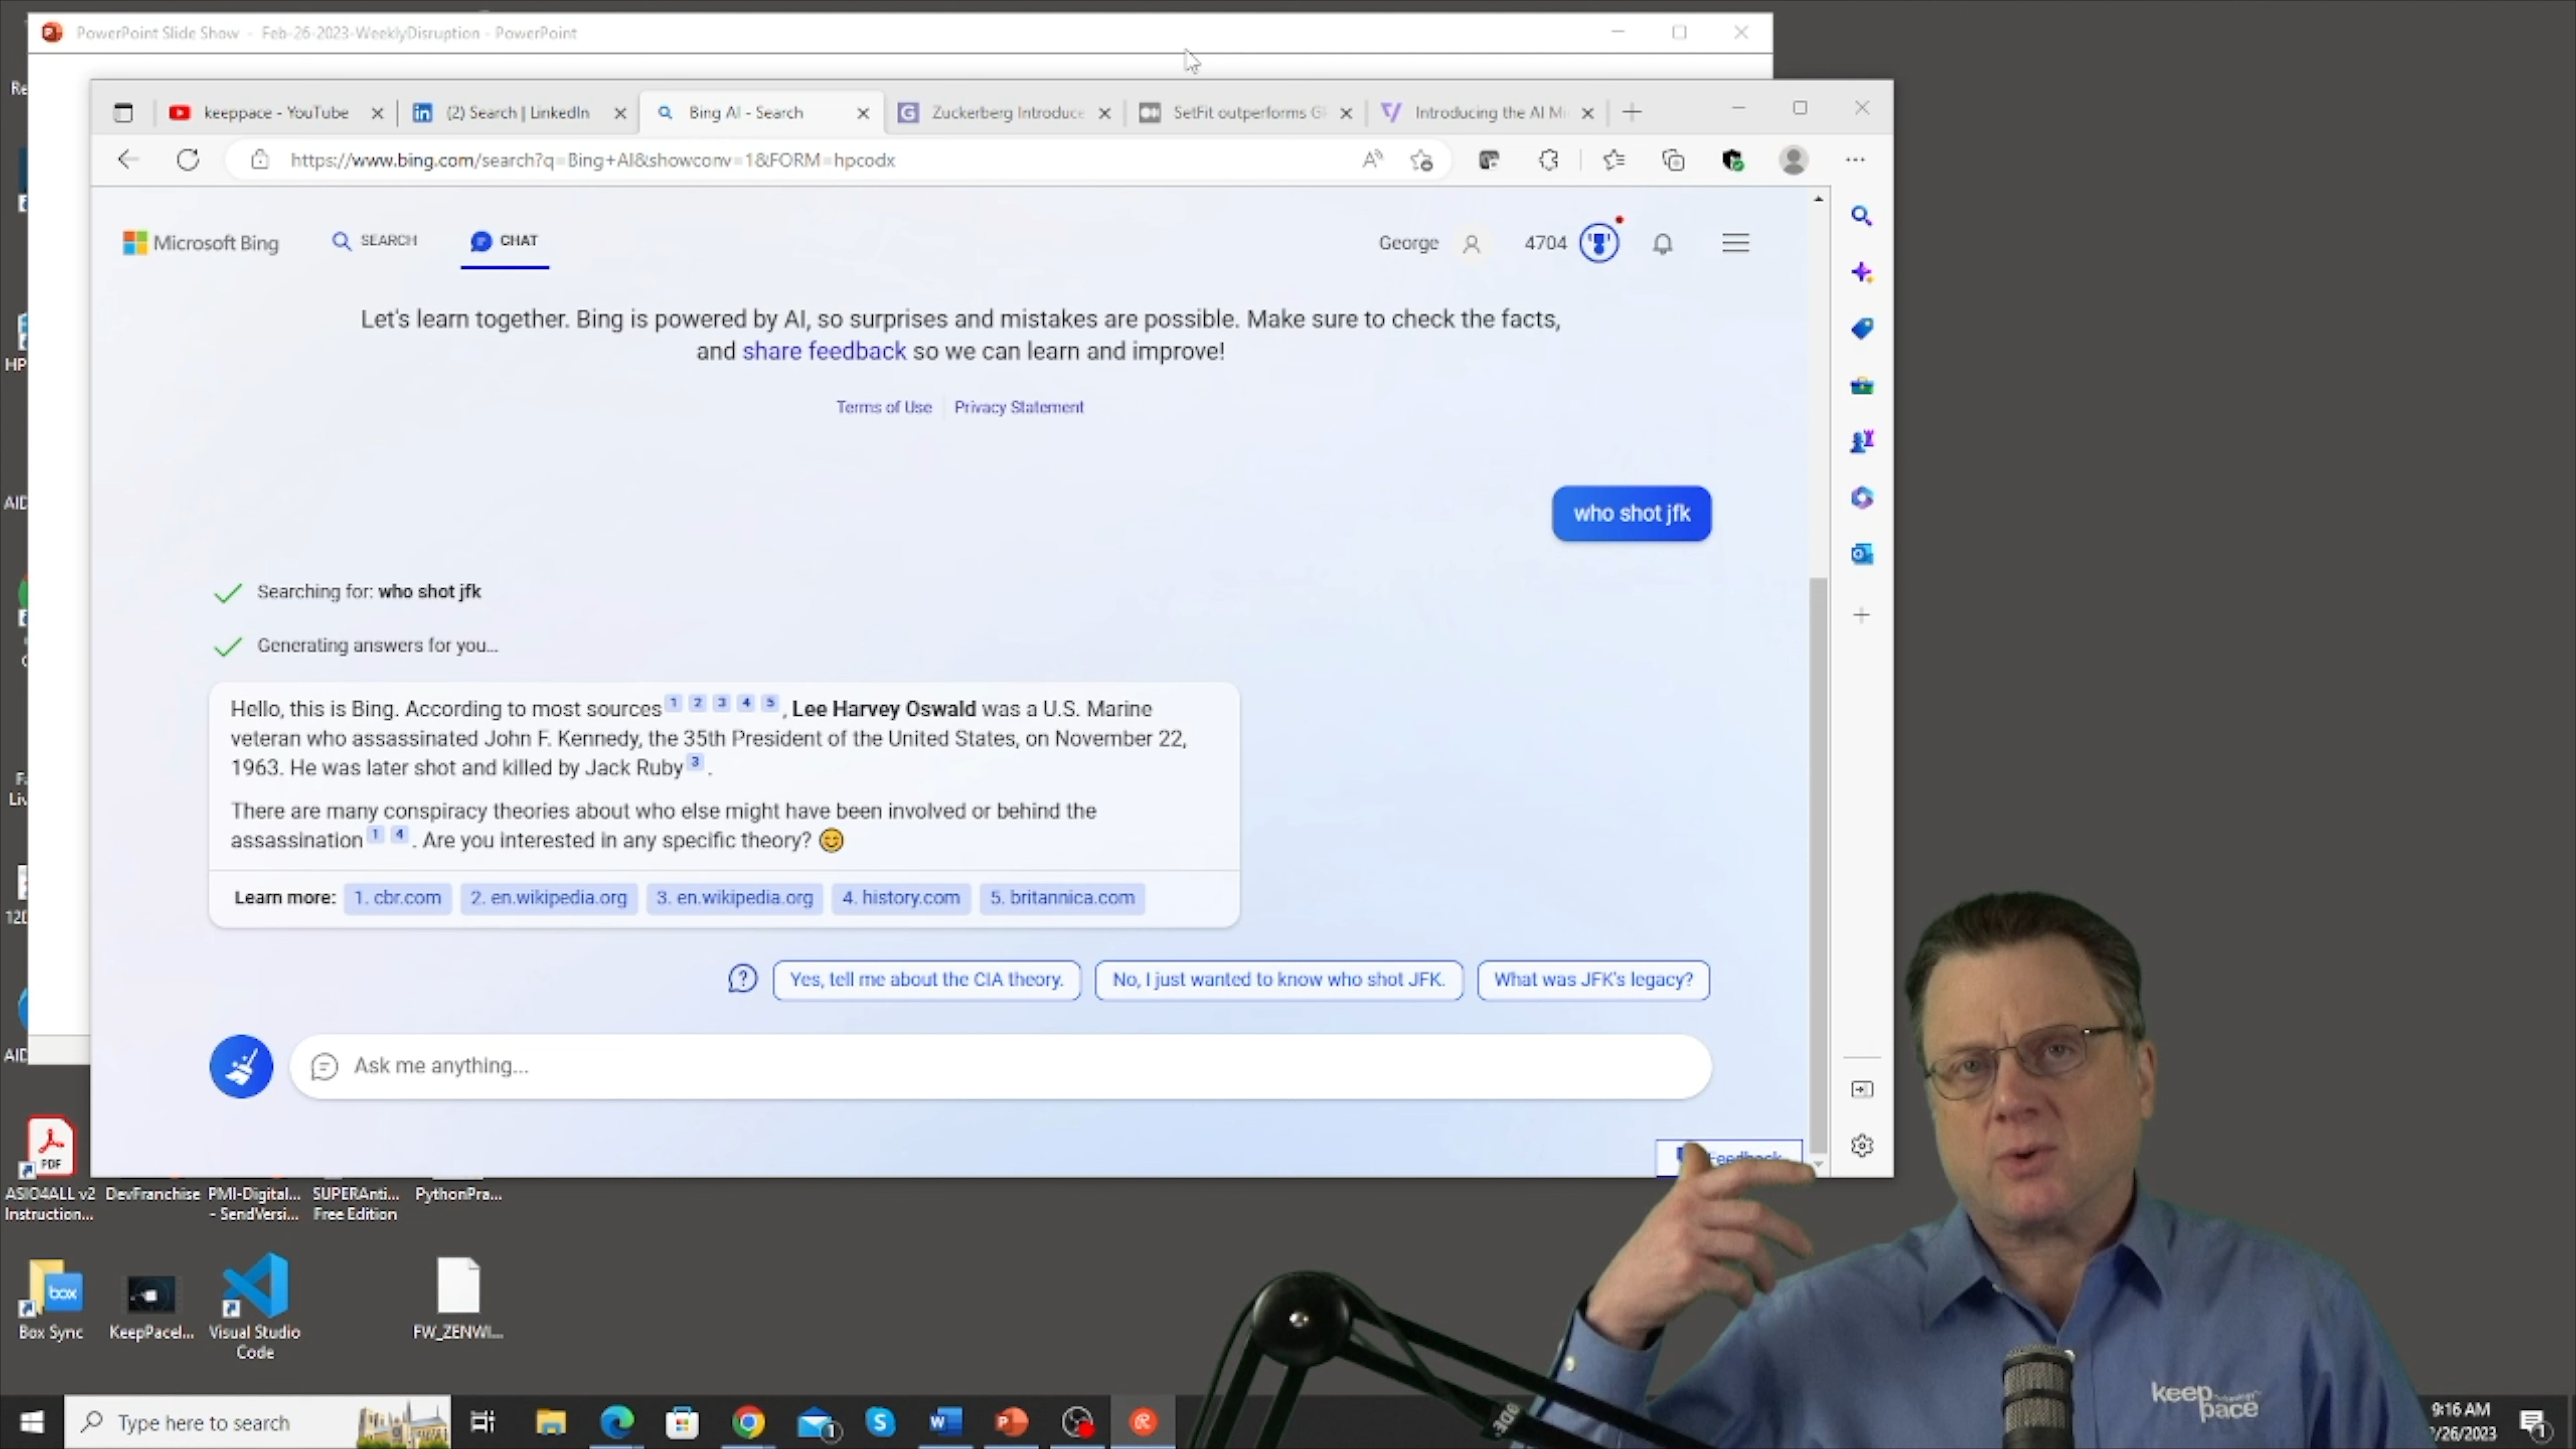 PowerPoint Slide Show - Feb-26-2023-WeeklyDisruption - PowerPoint
keeppace - YouTube
(2) Search | LinkedIn
Bing AI - Search
Zuckerberg Introduce
SetFit outperforms
Introducing the AI
https://www.bing.com/search?q=Bing+AI&showconv=1&FORM=hpcodx
Microsoft Bing
SEARCH
CHAT
George
4704
Let's learn together. Bing is powered by AI, so surprises and mistakes are possible. Make sure to check the facts,
and share feedback so we can learn and improve!
Terms of Use
Privacy Statement
who shot jfk
Searching for: who shot jfk
Generating answers for you...
Hello, this is Bing. According to most sources 1 2 3 4 5 , Lee Harvey Oswald was a U.S. Marine
veteran who assassinated John F. Kennedy, the 35th President of the United States, on November 22,
1963. He was later shot and killed by Jack Ruby 3 .
There are many conspiracy theories about who else might have been involved or behind the
assassination 1 4 . Are you interested in any specific theory? 😊
Learn more: 1. cbr.com 2. en.wikipedia.org 3. en.wikipedia.org 4. history.com 5. britannica.com
Yes, tell me about the CIA theory.
No, I just wanted to know who shot JFK.
What was JFK's legacy?
Ask me anything...
Feedback
HP
AID
12D
AID
PDF
ASIO4ALL v2
Instruction...
DevFranchise
PMI-Digital...
- SendVersi...
SUPERAnti...
Free Edition
PythonPra...
box
Box Sync
KeepPaceI...
Visual Studio
Code
FW_ZENWI...
keep
pace
Type here to search
9:16 AM
/26/2023